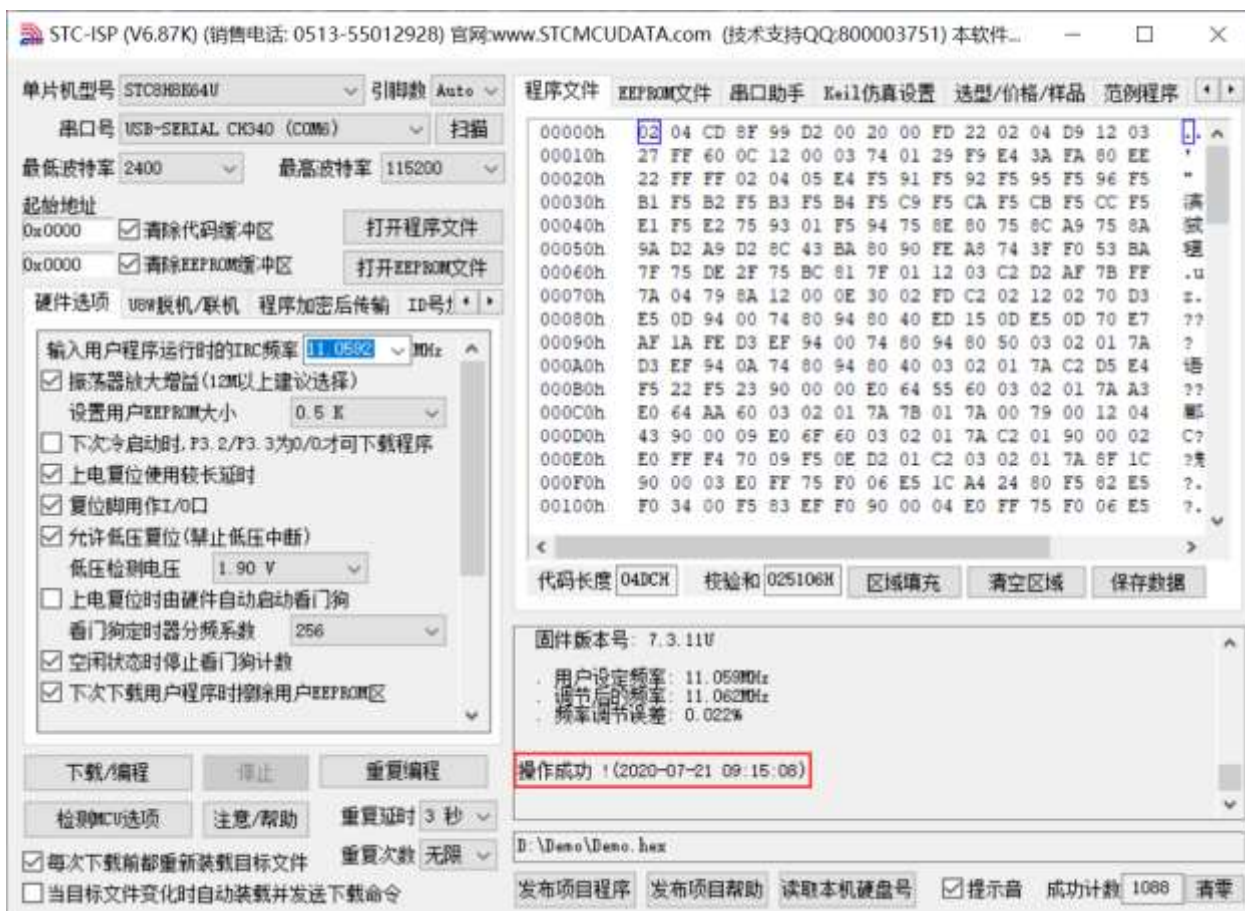 STC-ISP (V6.87K) (销售电话: 0513-55012928) 官网:www.STCMCUDATA.com (技术支持QQ:800003751) 本软件...
单片机型号 STC8H8K64U 引脚数 Auto
串口号 USB-SERIAL CH340 (COM6) 扫描
最低波特率 2400 最高波特率 115200
起始地址
0x0000 清除代码缓冲区 打开程序文件
0x0000 清除EEPROM缓冲区 打开EEPROM文件
硬件选项 U8W脱机/联机 程序加密后传输 ID号
输入用户程序运行时的IRC频率 11.0592 MHz
振荡器放大增益(12M以上建议选择)
设置用户EEPROM大小 0.5 K
下次冷启动时,P3.2/P3.3为0/0才可下载程序
上电复位使用较长延时
复位脚用作I/O口
允许低压复位(禁止低压中断)
低压检测电压 1.90 V
上电复位时由硬件自动启动看门狗
看门狗定时器分频系数 256
空闲状态时停止看门狗计数
下次下载用户程序时擦除用户EEPROM区
下载/编程 停止 重复编程
检测MCU选项 注意/帮助 重复延时 3 秒
每次下载前都重新装载目标文件 重复次数 无限
当目标文件变化时自动装载并发送下载命令
程序文件 EEPROM文件 串口助手 Keil仿真设置 选型/价格/样品 范例程序
00000h 02 04 CD 8F 99 D2 00 20 00 FD 22 02 04 D9 12 03
00010h 27 FF 60 0C 12 00 03 74 01 29 F9 E4 3A FA 80 EE
00020h 22 FF FF 02 04 05 E4 F5 91 F5 92 F5 95 F5 96 F5
00030h B1 F5 B2 F5 B3 F5 B4 F5 C9 F5 CA F5 CB F5 CC F5
00040h E1 F5 E2 75 93 01 F5 94 75 8E 80 75 8C A9 75 8A
00050h 9A D2 A9 D2 8C 43 BA 80 90 FE A8 74 3F F0 53 BA
00060h 7F 75 DE 2F 75 BC 81 7F 01 12 03 C2 D2 AF 7B FF .u
00070h 7A 04 79 8A 12 00 0E 30 02 FD C2 02 12 02 70 D3 z.
00080h E5 0D 94 00 74 80 94 80 40 ED 15 0D E5 0D 70 E7 ??
00090h AF 1A FE D3 EF 94 00 74 80 94 80 50 03 02 01 7A ?
000A0h D3 EF 94 0A 74 80 94 80 40 03 02 01 7A C2 D5 E4 语
000B0h F5 22 F5 23 90 00 00 E0 64 55 60 03 02 01 7A A3 ??
000C0h E0 64 AA 60 03 02 01 7A 7B 01 7A 00 79 00 12 04
000D0h 43 90 00 09 E0 6F 60 03 02 01 7A C2 01 90 00 02 C?
000E0h E0 FF F4 70 09 F5 0E D2 01 C2 03 02 01 7A 8F 1C
000F0h 90 00 03 E0 FF 75 F0 06 E5 1C A4 24 80 F5 82 E5 ?.
00100h F0 34 00 F5 83 EF F0 90 00 04 E0 FF 75 F0 06 E5 ?.
代码长度 04DCH 校验和 025106H 区域填充 清空区域 保存数据
固件版本号: 7.3.11U
. 用户设定频率: 11.059MHz
. 调节后的频率: 11.062MHz
. 频率调节误差: 0.022%
操作成功 !(2020-07-21 09:15:08)
D:\Demo\Demo.hex
发布项目程序 发布项目帮助 读取本机硬盘号 提示音 成功计数 1088 清零